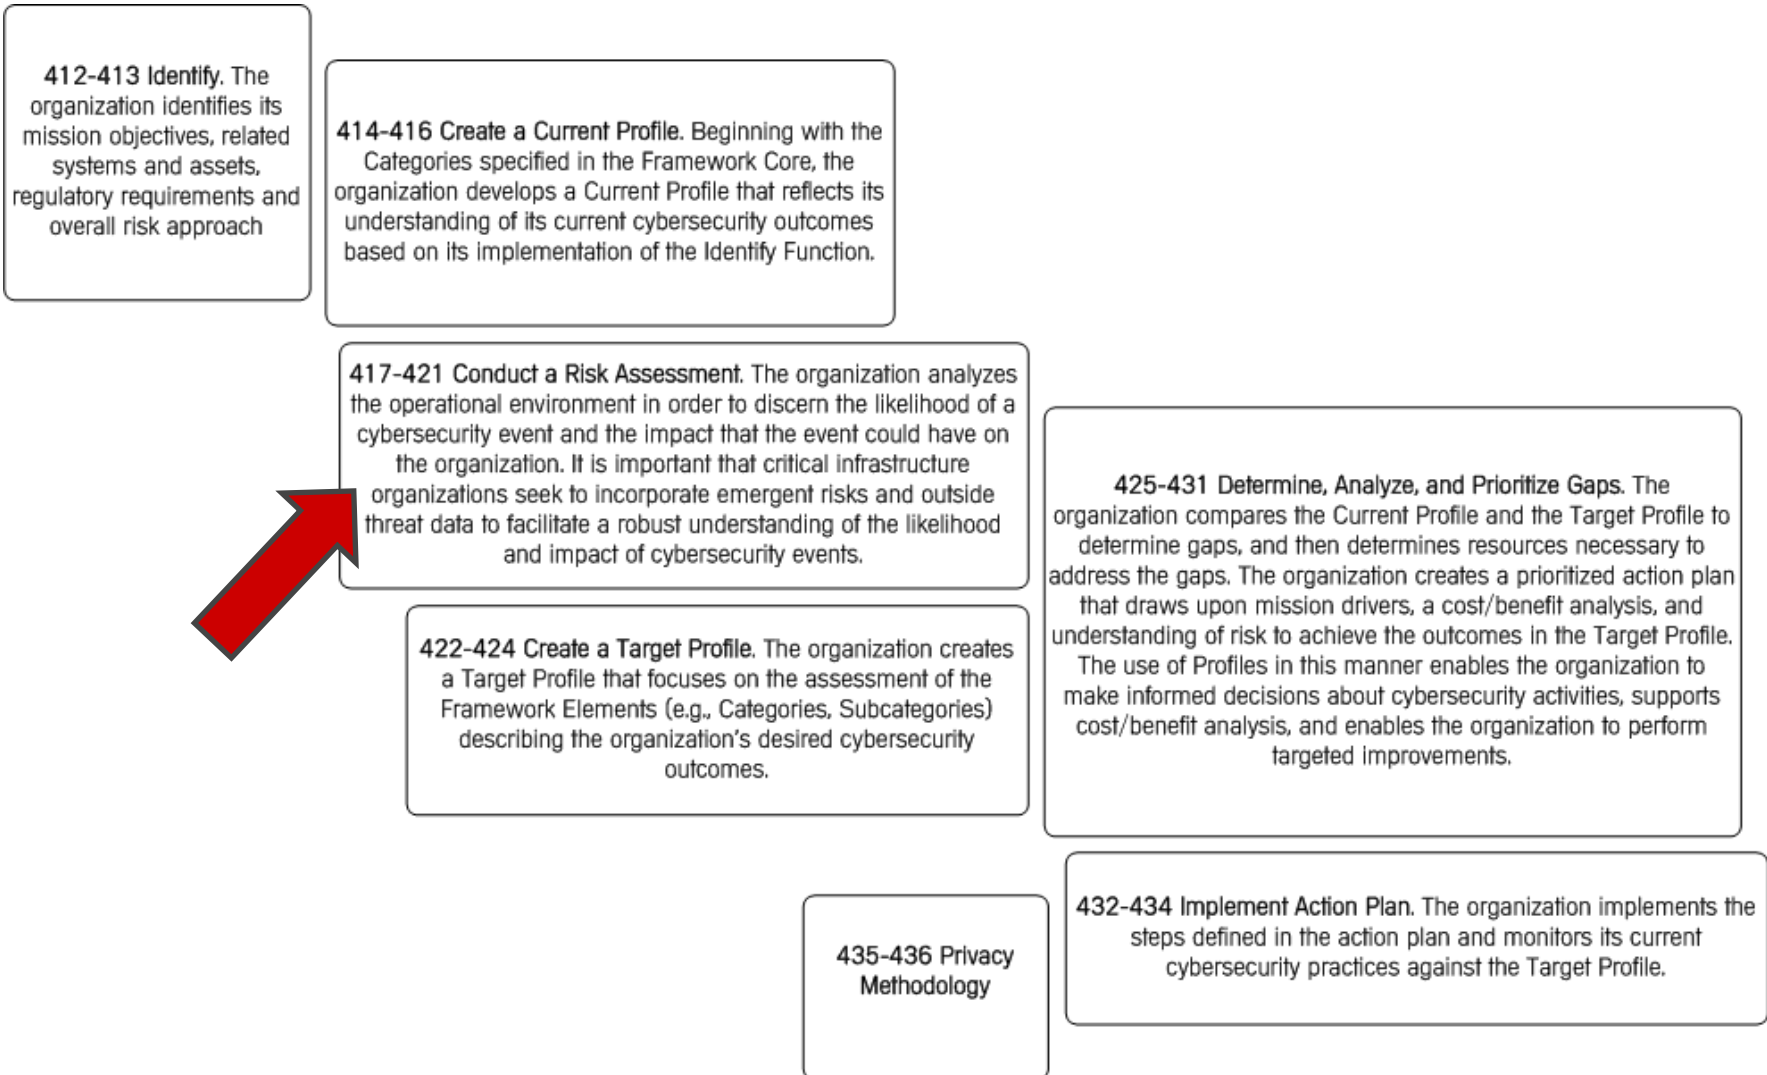 412-413 Identify. The
organization identifies its
mission objectives, related
systems and assets,
regulatory requirements and
overall risk approach
414-416 Create a Current Profile. Beginning with the
Categories specified in the Framework Core, the
organization develops a Current Profile that reflects its
understanding of its current cybersecurity outcomes
based on its implementation of the Identify Function.
417-421 Conduct a Risk Assessment. The organization analyzes
the operational environment in order to discern the likelihood of a
cybersecurity event and the impact that the event could have on
the organization. It is important that critical infrastructure
organizations seek to incorporate emergent risks and outside
threat data to facilitate a robust understanding of the likelihood
and impact of cybersecurity events.
422-424 Create a Target Profile. The organization creates
a Target Profile that focuses on the assessment of the
Framework Elements (e.g., Categories, Subcategories)
describing the organization's desired cybersecurity
outcomes.
425-431 Determine, Analyze, and Prioritize Gaps. The
organization compares the Current Profile and the Target Profile to
determine gaps, and then determines resources necessary to
address the gaps. The organization creates a prioritized action plan
that draws upon mission drivers, a cost/benefit analysis, and
understanding of risk to achieve the outcomes in the Target Profile.
The use of Profiles in this manner enables the organization to
make informed decisions about cybersecurity activities, supports
cost/benefit analysis, and enables the organization to perform
targeted improvements.
432-434 Implement Action Plan. The organization implements the
steps defined in the action plan and monitors its current
cybersecurity practices against the Target Profile.
435-436 Privacy
Methodology